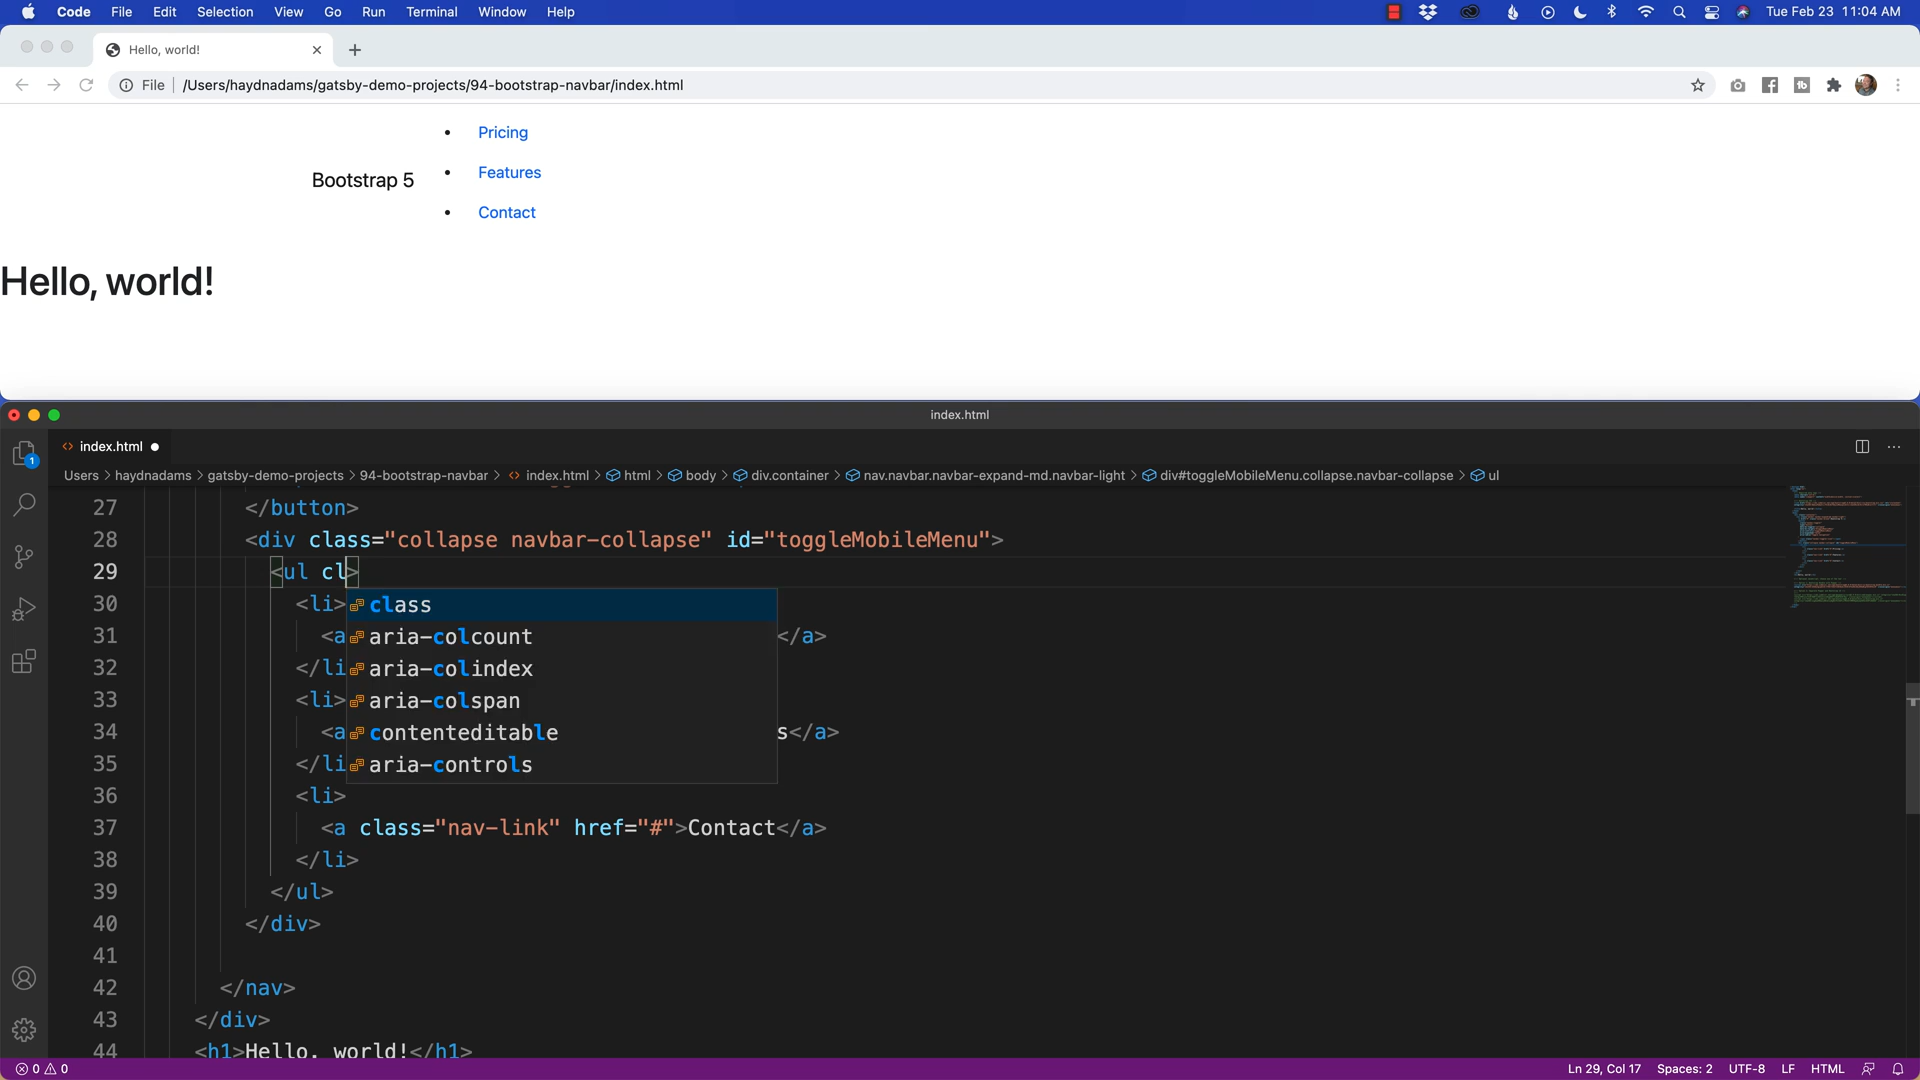 Code File Edit Selection View Go Run Terminal Window Help Tue Feb 23 11:04 AM
Hello, world!
File /Users/haydnadams/gatsby-demo-projects/94-bootstrap-navbar/index.html
• Pricing
Bootstrap 5
• Features
• Contact
Hello, world!
index.html
1
index.html
Users > haydnadams > gatsby-demo-projects > 94-bootstrap-navbar > index.html > html > body > div.container > nav.navbar.navbar-expand-md.navbar-light > div#toggleMobileMenu.collapse.navbar-collapse > ul
27 </button>
28 <div class="collapse navbar-collapse" id="toggleMobileMenu">
29 <ul cl>
30 <li> class
31 <a aria-colcount </a>
32 </li aria-colindex
33 <li> aria-colspan
34 <a contenteditable s</a>
35 </li aria-controls
36 <li>
37 <a class="nav-link" href="#">Contact</a>
38 </li>
39 </ul>
40 </div>
41
42 </nav>
43 </div>
44 <h1>Hello, world!</h1>
0 0 Ln 29, Col 17 Spaces: 2 UTF-8 LF HTML